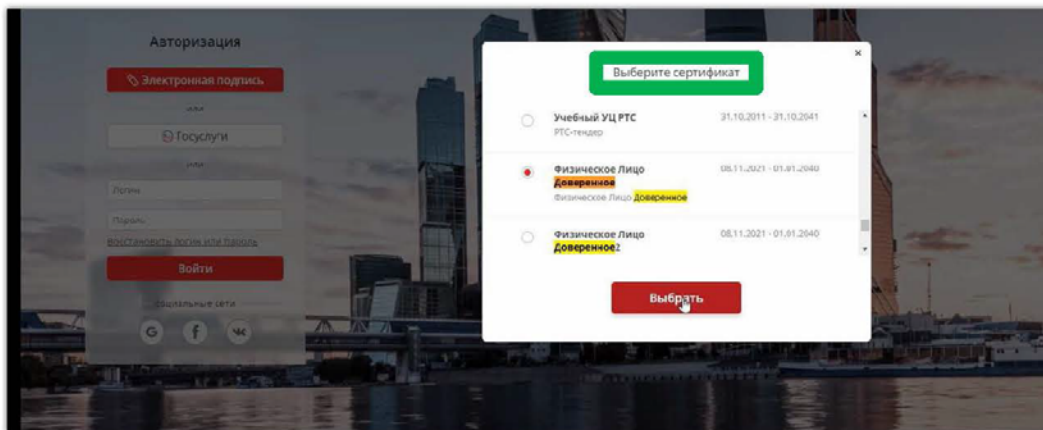 Авторизация
Электронная подпись
или
Госуслуги
или
Логин
Пароль
Восстановить логин или пароль
Войти
социальные сети
G f
Выберите сертификат
×
Учебный УЦ РТС 31.10.2011 - 31.10.2041
РТС-тендер
Физическое Лицо 08.11.2021 - 01.01.2040
Доверенное
Физическое Лицо Доверенное
Физическое Лицо 08.11.2021 - 01.01.2040
Доверенное2
Выбрать